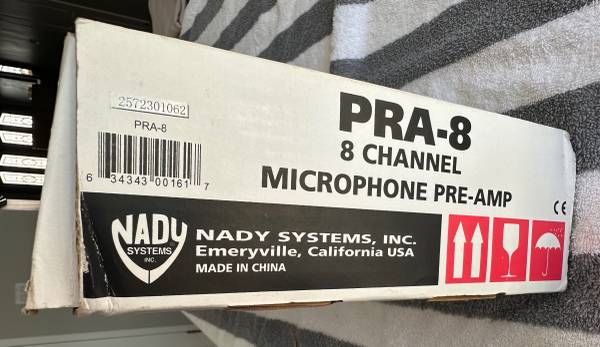 2572301062
PRA-8
6 34343 00161 7
PRA-8
8 CHANNEL
MICROPHONE PRE-AMP
CE
NADY
SYSTEMS
INC.
NADY SYSTEMS, INC.
Emeryville, California USA
MADE IN CHINA